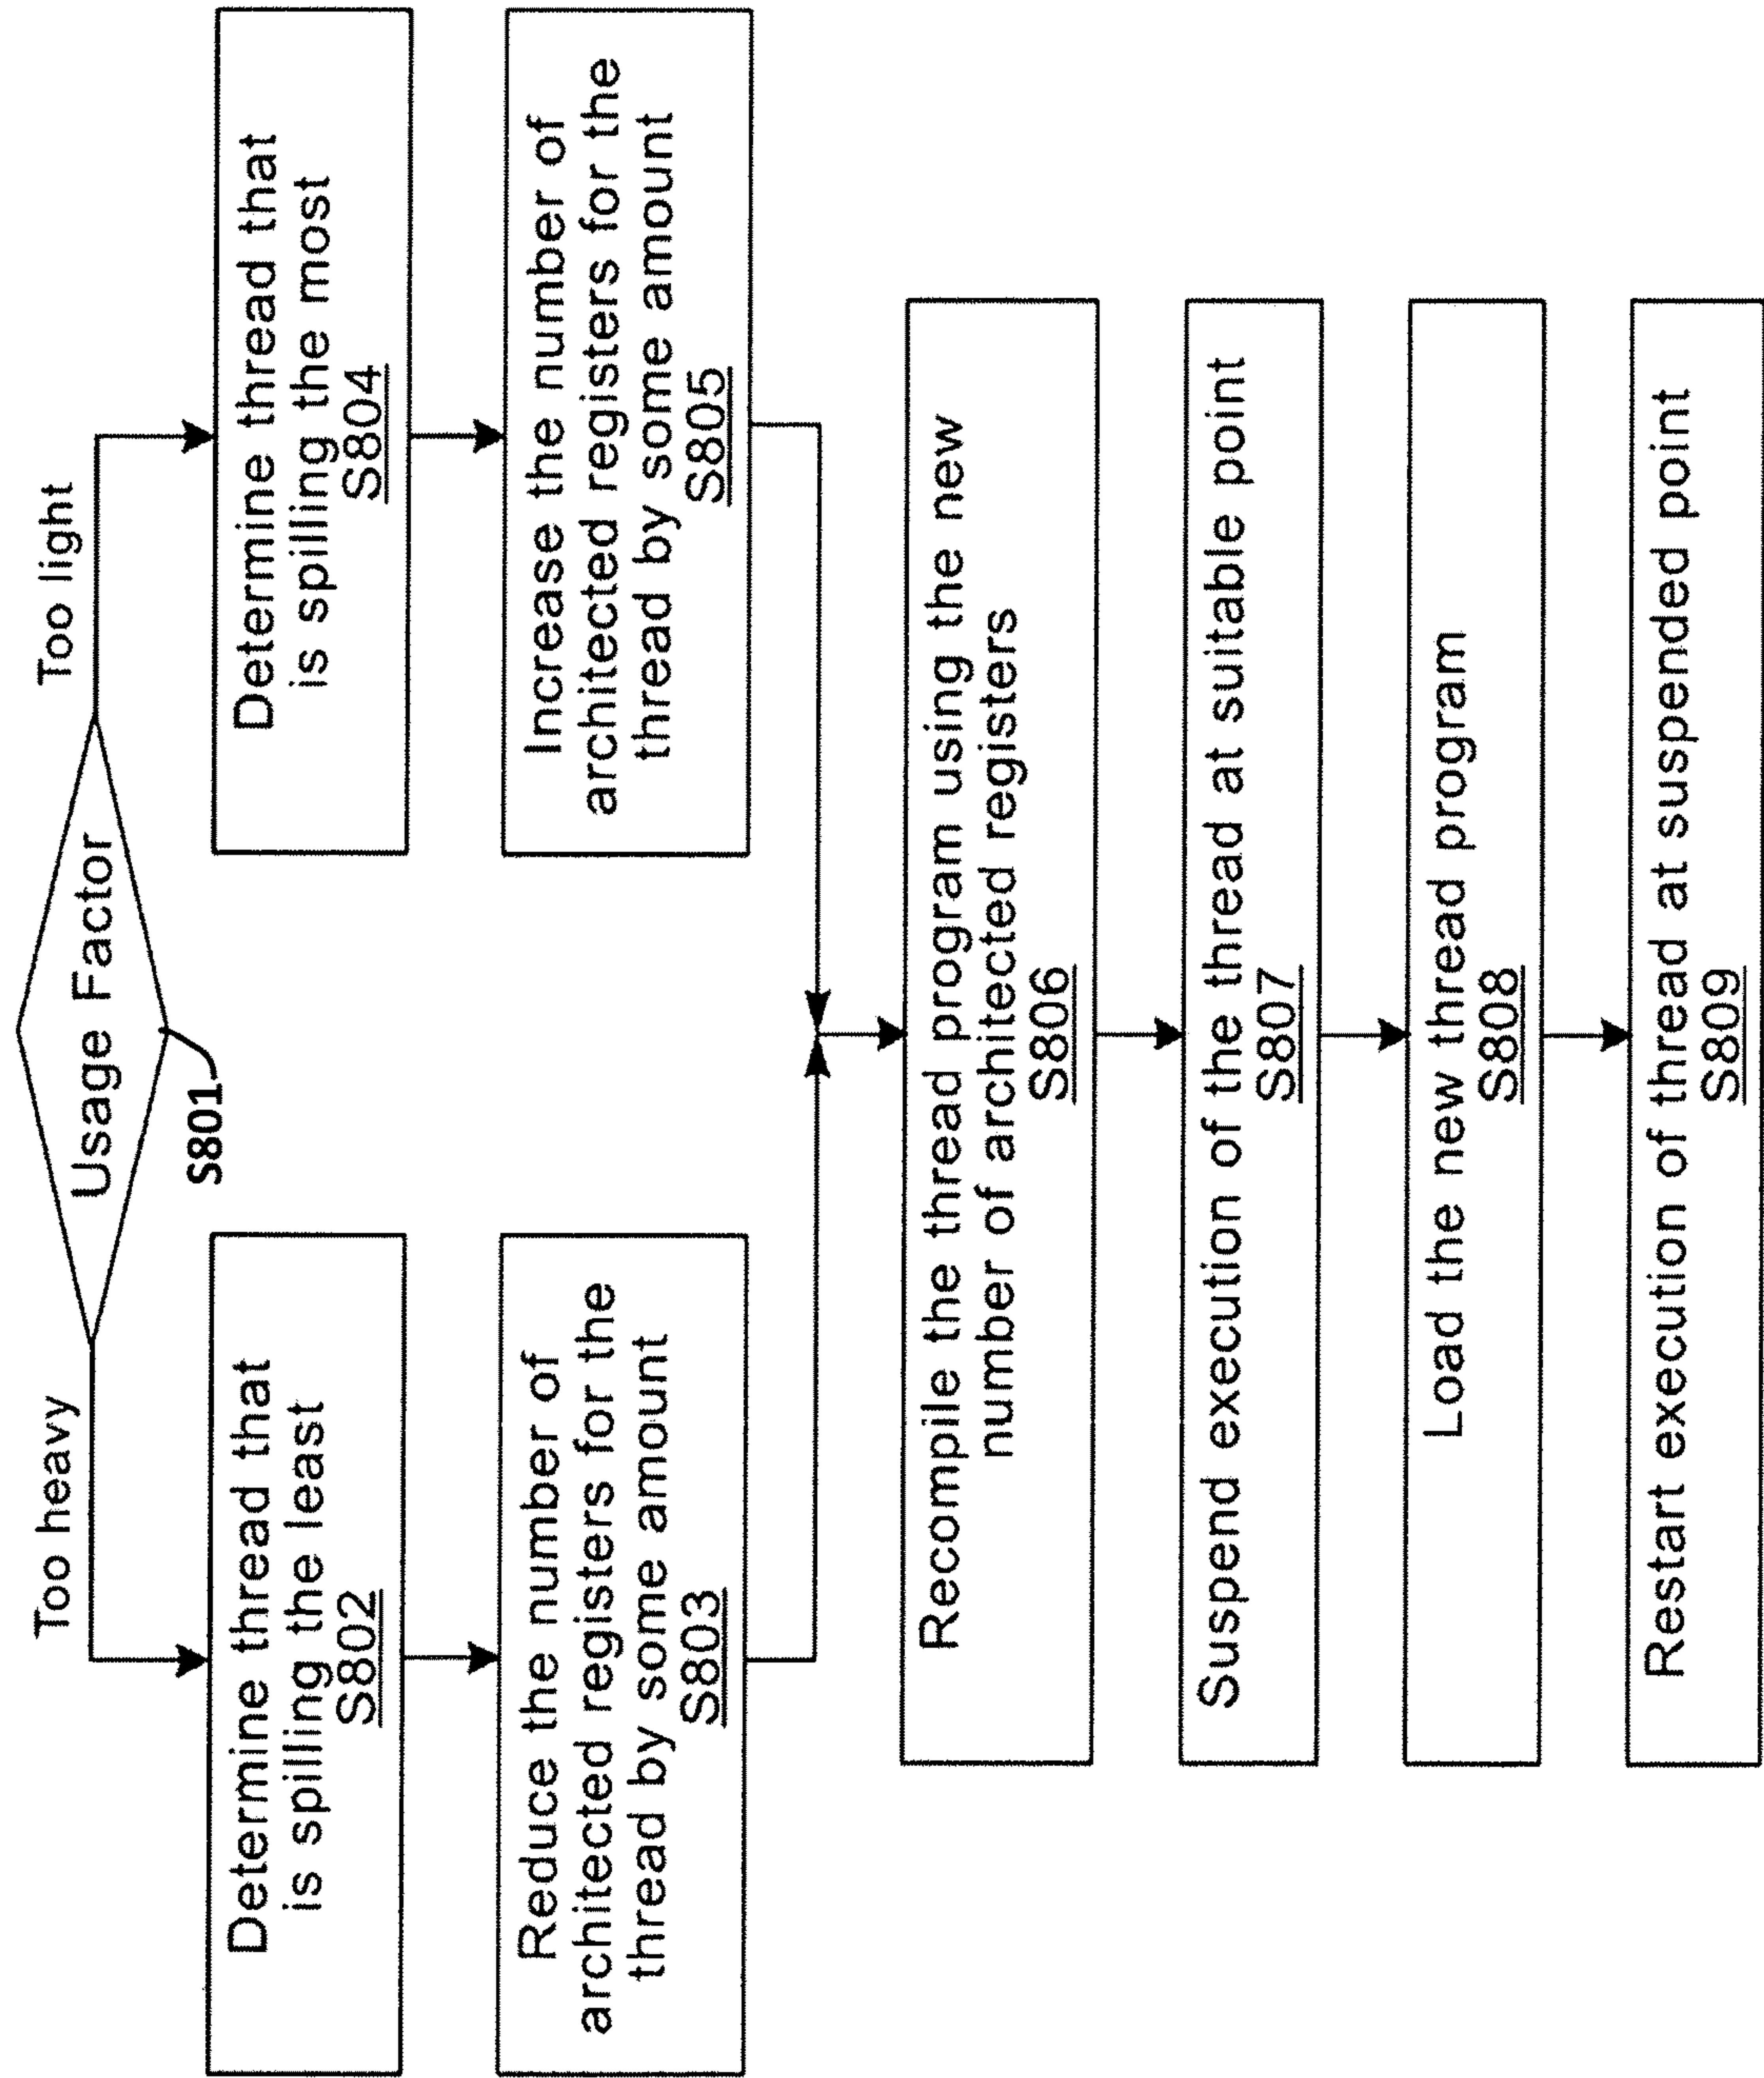 Usage Factor
S801
Too heavy
Too light
Determine thread that
is spilling the least
S802
Reduce the number of
architected registers for the
thread by some amount
S803
Determine thread that
is spilling the most
S804
Increase the number of
architected registers for the
thread by some amount
S805
Recompile the thread program using the new
number of architected registers
S806
Suspend execution of the thread at suitable point
S807
Load the new thread program
S808
Restart execution of thread at suspended point
S809